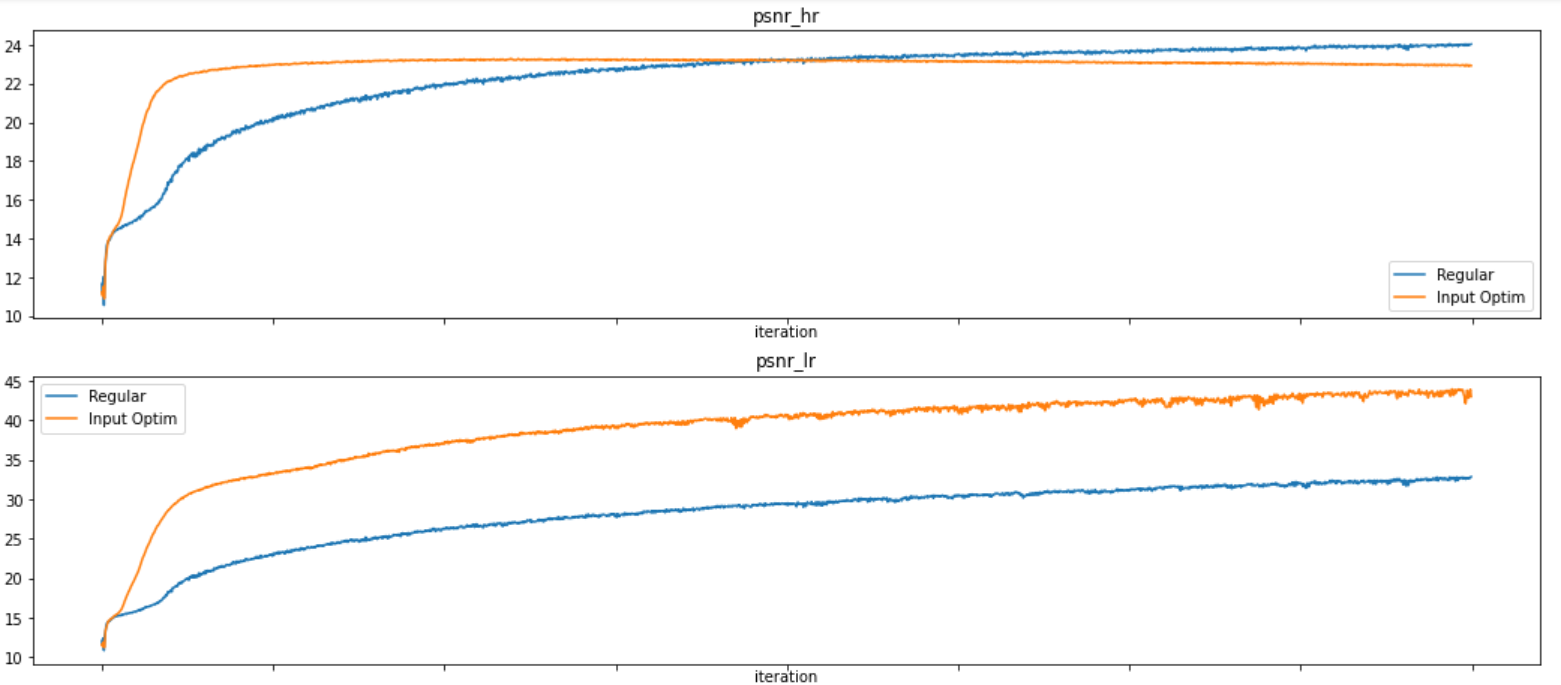 psnr_hr
24
22
20
18
16
14
12
10
Regular
Input Optim
iteration
psnr_lr
45
40
35
30
25
20
15
10
Regular
Input Optim
iteration